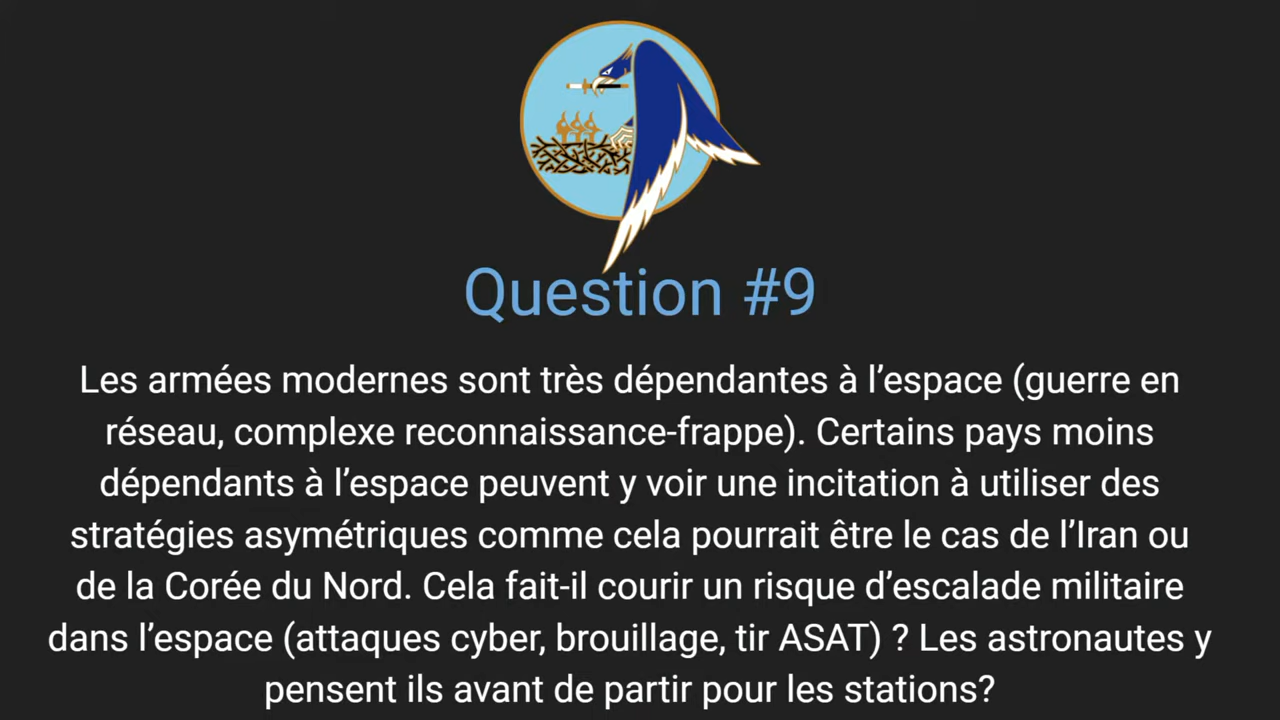 Question #9
Les armées modernes sont très dépendantes à l’espace (guerre en
réseau, complexe reconnaissance-frappe). Certains pays moins
dépendants à l’espace peuvent y voir une incitation à utiliser des
stratégies asymétriques comme cela pourrait être le cas de l’Iran ou
de la Corée du Nord. Cela fait-il courir un risque d’escalade militaire
dans l’espace (attaques cyber, brouillage, tir ASAT) ? Les astronautes y
pensent ils avant de partir pour les stations?